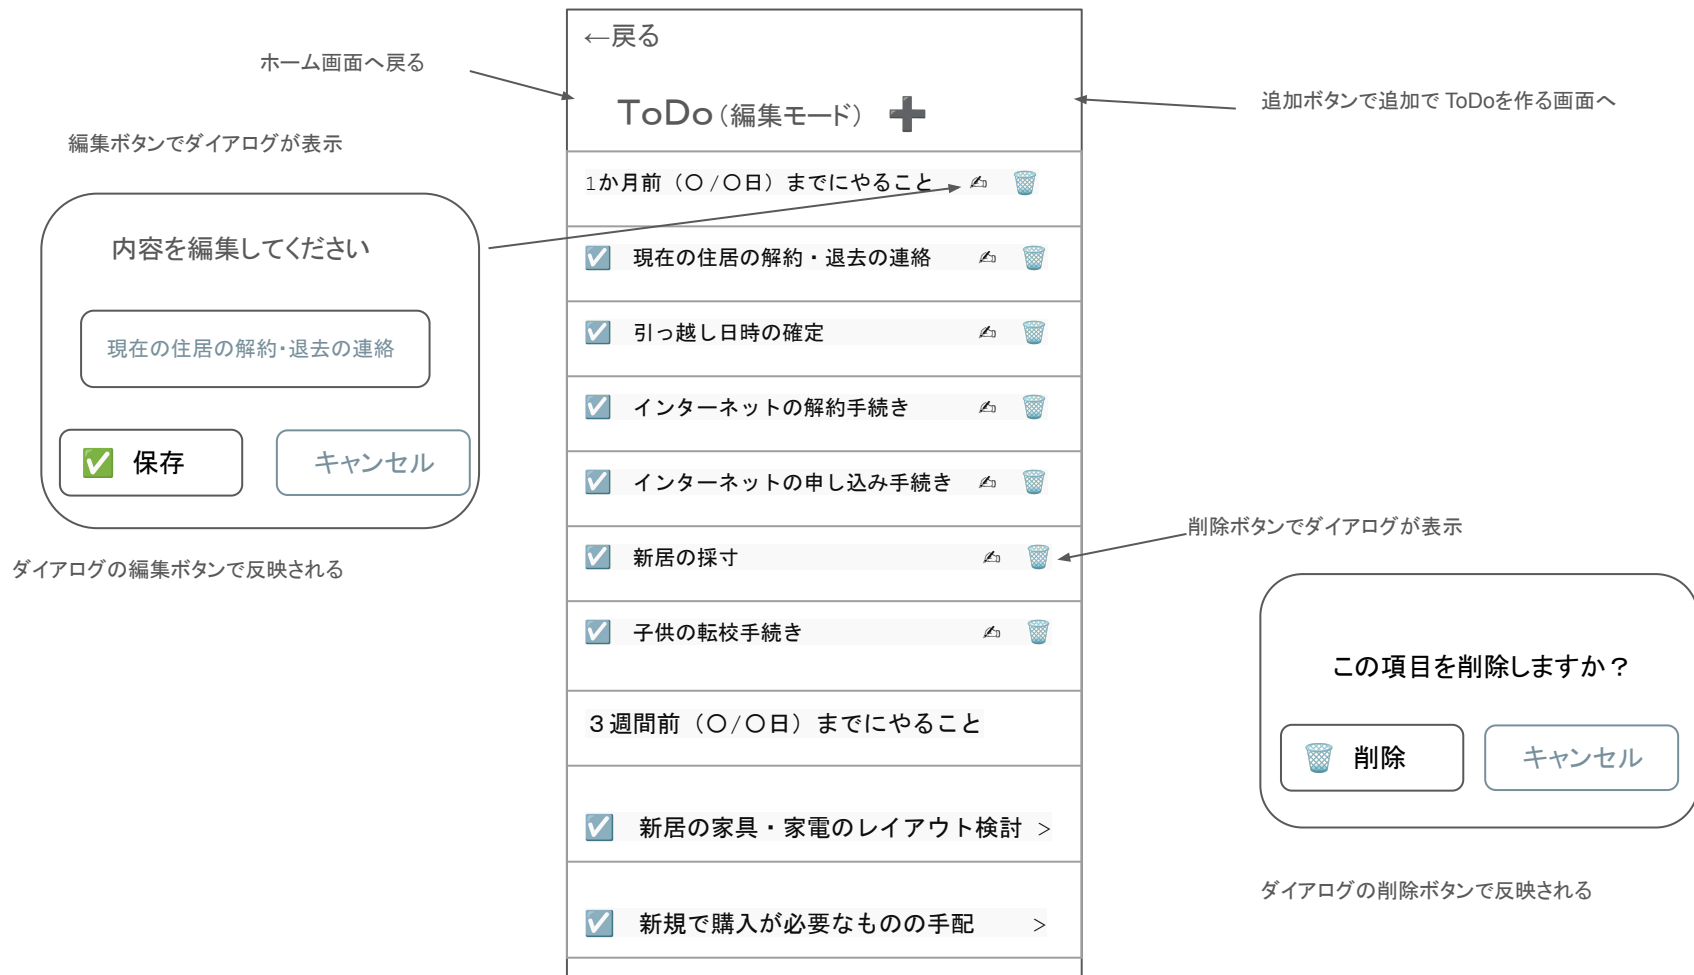 ←戻る
ホーム画面へ戻る
ToDo（編集モード） ➕
追加ボタンで追加で ToDoを作る画面へ
編集ボタンでダイアログが表示
内容を編集してください
現在の住居の解約・退去の連絡
✅ 保存
キャンセル
ダイアログの編集ボタンで反映される
1か月前（〇/〇日）までにやること ✍ 🗑️
☑️ 現在の住居の解約・退去の連絡 ✍ 🗑️
☑️ 引っ越し日時の確定 ✍ 🗑️
☑️ インターネットの解約手続き ✍ 🗑️
☑️ インターネットの申し込み手続き ✍ 🗑️
☑️ 新居の採寸 ✍ 🗑️
☑️ 子供の転校手続き ✍ 🗑️
３週間前（〇/〇日）までにやること
☑️ 新居の家具・家電のレイアウト検討 >
☑️ 新規で購入が必要なものの手配 >
削除ボタンでダイアログが表示
この項目を削除しますか？
🗑️ 削除
キャンセル
ダイアログの削除ボタンで反映される